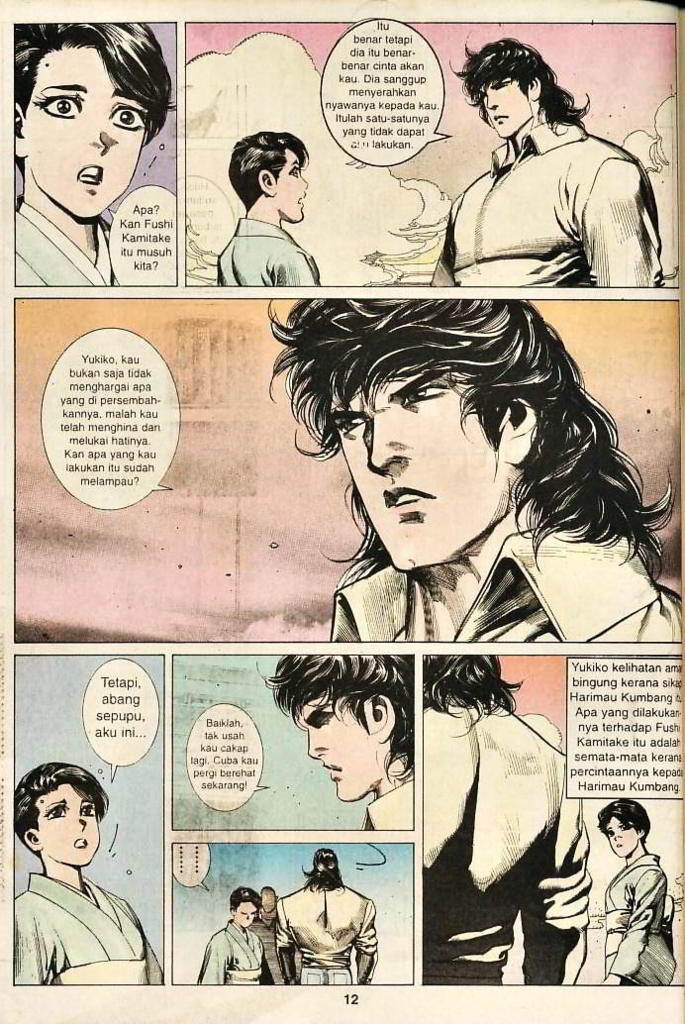 Apa?
Kan Fushi
Kamitake
itu musuh
kita?
Itu
benar tetapi
dia itu benar-
benar cinta akan
kau. Dia sanggup
menyerahkan
nyawanya kepada kau.
Itulah satu-satunya
yang tidak dapat
lakukan.
Yukiko, kau
bukan saja tidak
menghargai apa
yang di persembah-
kannya, malah kau
telah menghina dan
melukai hatinya.
Kan apa yang kau
lakukan itu sudah
melampau?
Tetapi,
abang
sepupu,
aku ini...
Baiklah,
tak usah
kau cakap
lagi. Cuba kau
pergi berehat
sekarang!
Yukiko kelihatan
bingung kerana
Harimau Kumbang
Apa yang dilakukan-
nya terhadap Fushi
Kamitake itu adalah
semata-mata kerana
percintaannya kepada
Harimau Kumbang.
12